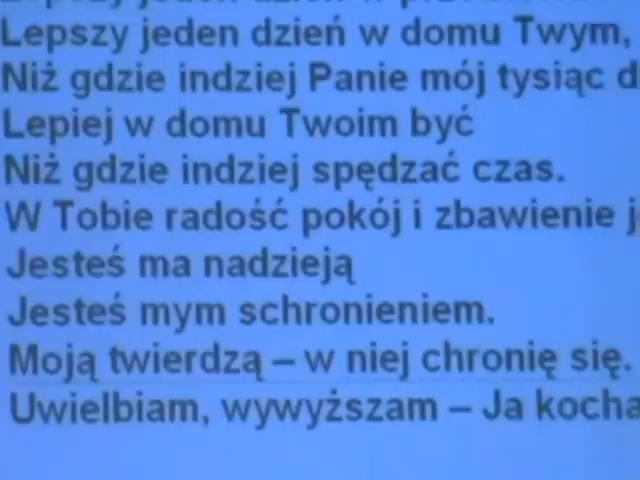 Lepszy jeden dzień w domu Twym,
Niż gdzie indziej Panie mój tysiąc d
Lepiej w domu Twoim być
Niż gdzie indziej spędzać czas.
W Tobie radość pokój i zbawienie j
Jesteś ma nadzieją
Jesteś mym schronieniem.
Moją twierdzą – w niej chronię się.
Uwielbiam, wywyższam – Ja kocha